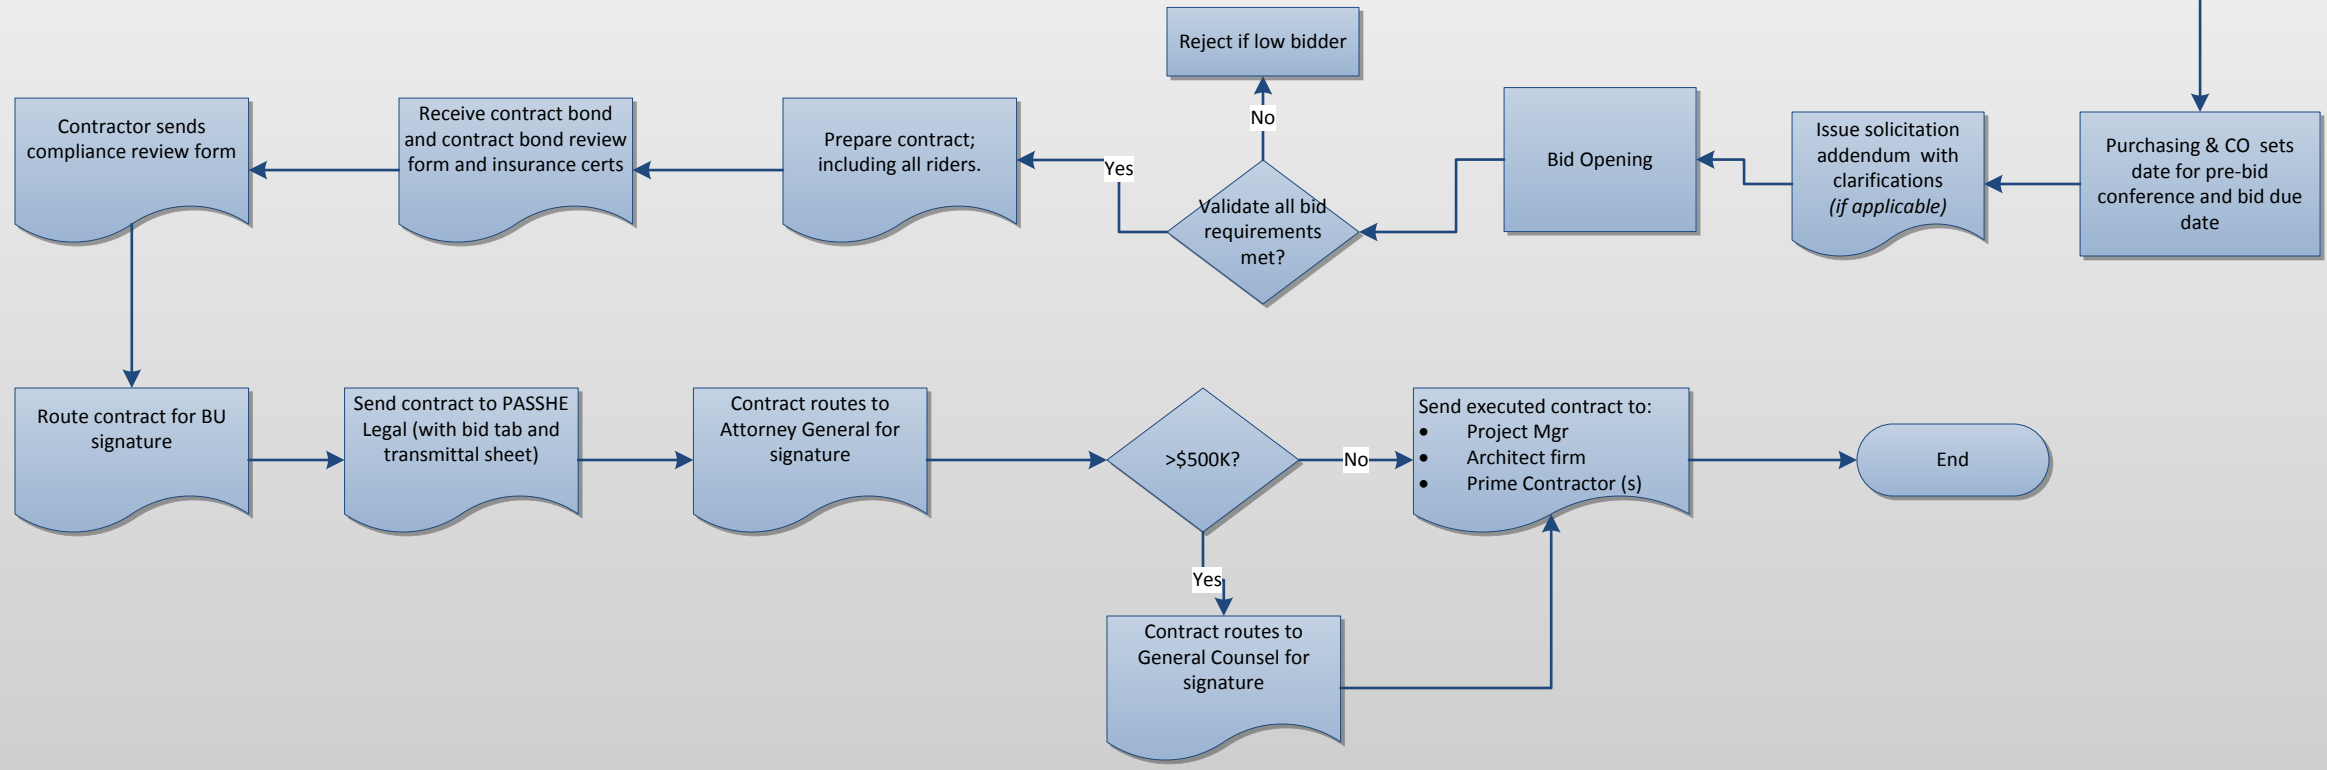 Reject if low bidder
No
Contractor sends
compliance review form
Receive contract bond
and contract bond review
form and insurance certs
Prepare contract;
including all riders.
Yes
Validate all bid
requirements
met?
Bid Opening
Issue solicitation
addendum with
clarifications
(if applicable)
Purchasing & CO sets
date for pre-bid
conference and bid due
date
Route contract for BU
signature
Send contract to PASSHE
Legal (with bid tab and
transmittal sheet)
Contract routes to
Attorney General for
signature
>$500K?
No
Send executed contract to:
• Project Mgr
• Architect firm
• Prime Contractor (s)
End
Yes
Contract routes to
General Counsel for
signature